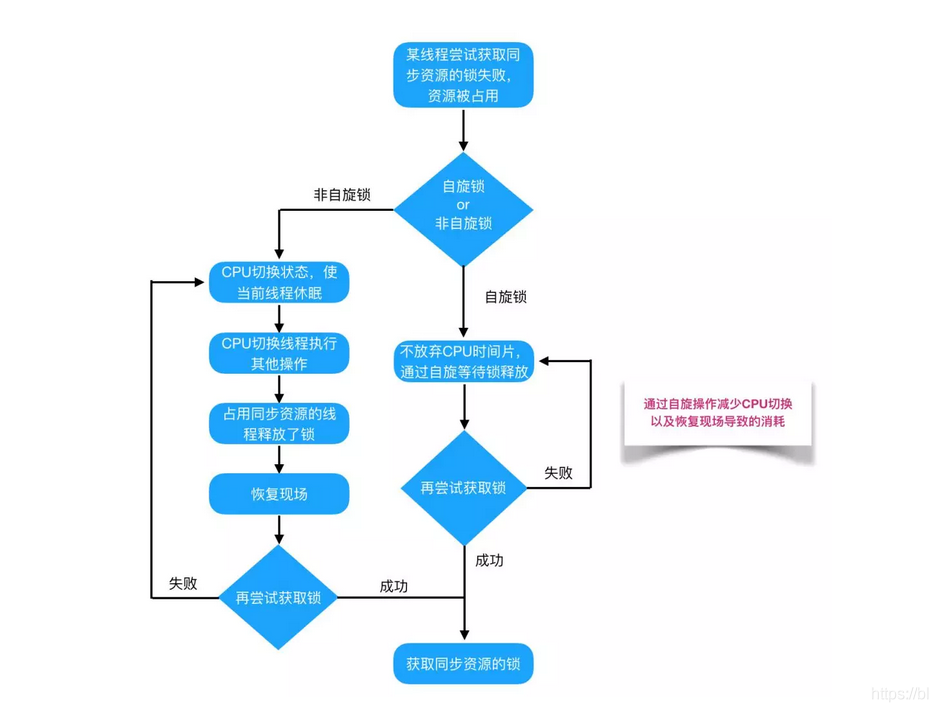 某线程尝试获取同
步资源的锁失败，
资源被占用
自旋锁
or
非自旋锁
非自旋锁
自旋锁
CPU切换状态，使
当前线程休眠
CPU切换线程执行
其他操作
占用同步资源的线
程释放了锁
恢复现场
再尝试获取锁
失败
成功
不放弃CPU时间片，
通过自旋等待锁释放
再尝试获取锁
失败
成功
获取同步资源的锁
通过自旋操作减少CPU切换
以及恢复现场导致的消耗
https://bl